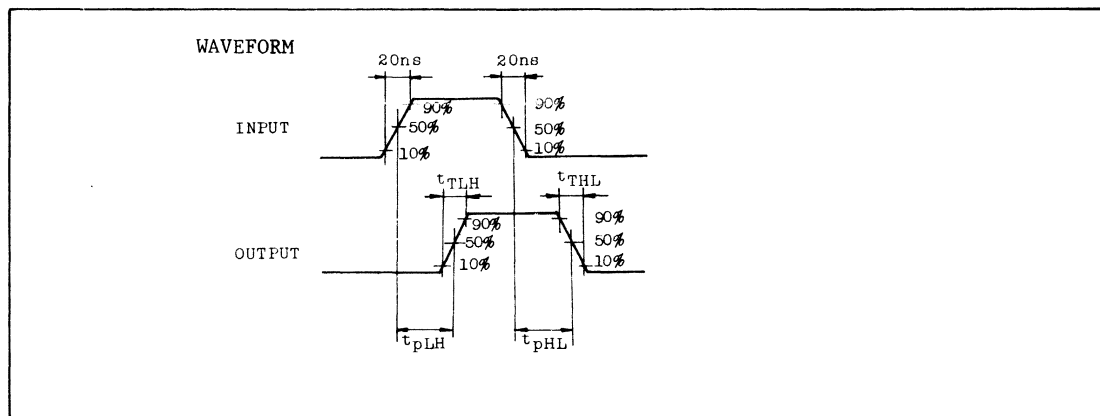 WAVEFORM
20ns 20ns
90% 90%
INPUT 50% 50%
10% 10%
tTLH tTHL
90% 90%
OUTPUT 50% 50%
10% 10%
tpLH tpHL